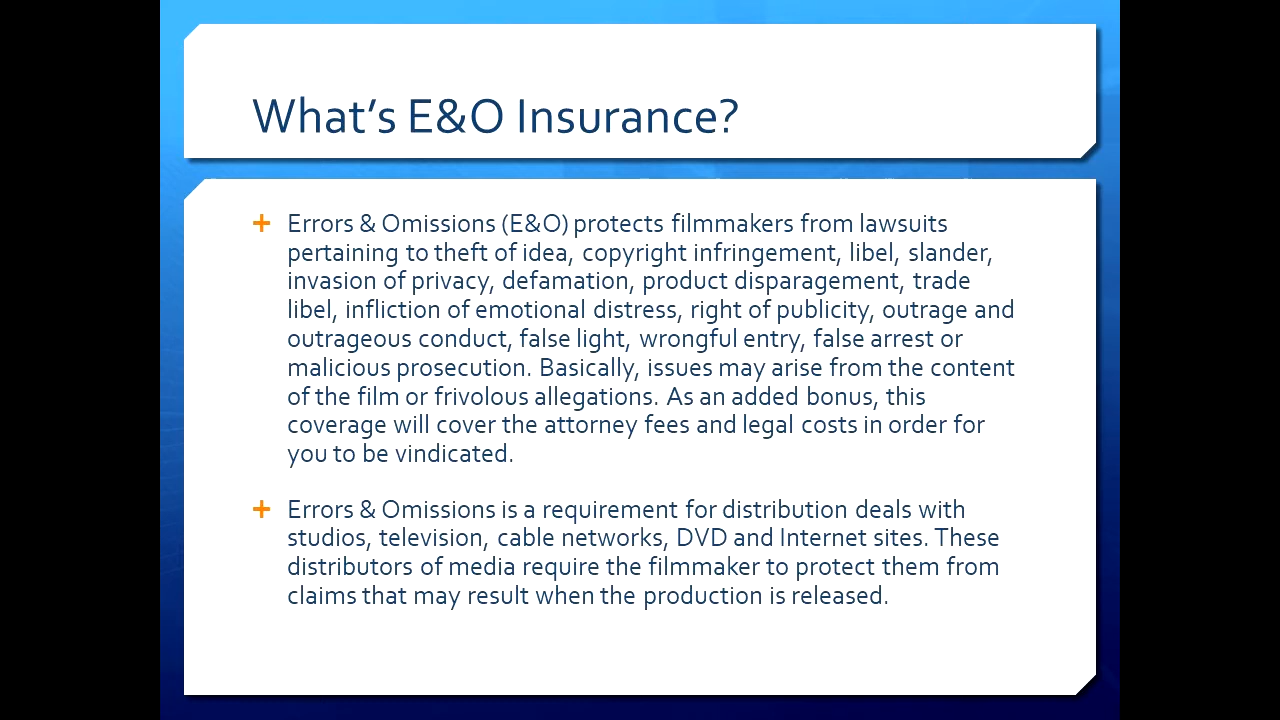 What's E&O Insurance?
Errors & Omissions (E&O) protects filmmakers from lawsuits
pertaining to theft of idea, copyright infringement, libel, slander,
invasion of privacy, defamation, product disparagement, trade
libel, infliction of emotional distress, right of publicity, outrage and
outrageous conduct, false light, wrongful entry, false arrest or
malicious prosecution. Basically, issues may arise from the content
of the film or frivolous allegations. As an added bonus, this
coverage will cover the attorney fees and legal costs in order for
you to be vindicated.
Errors & Omissions is a requirement for distribution deals with
studios, television, cable networks, DVD and Internet sites. These
distributors of media require the filmmaker to protect them from
claims that may result when the production is released.